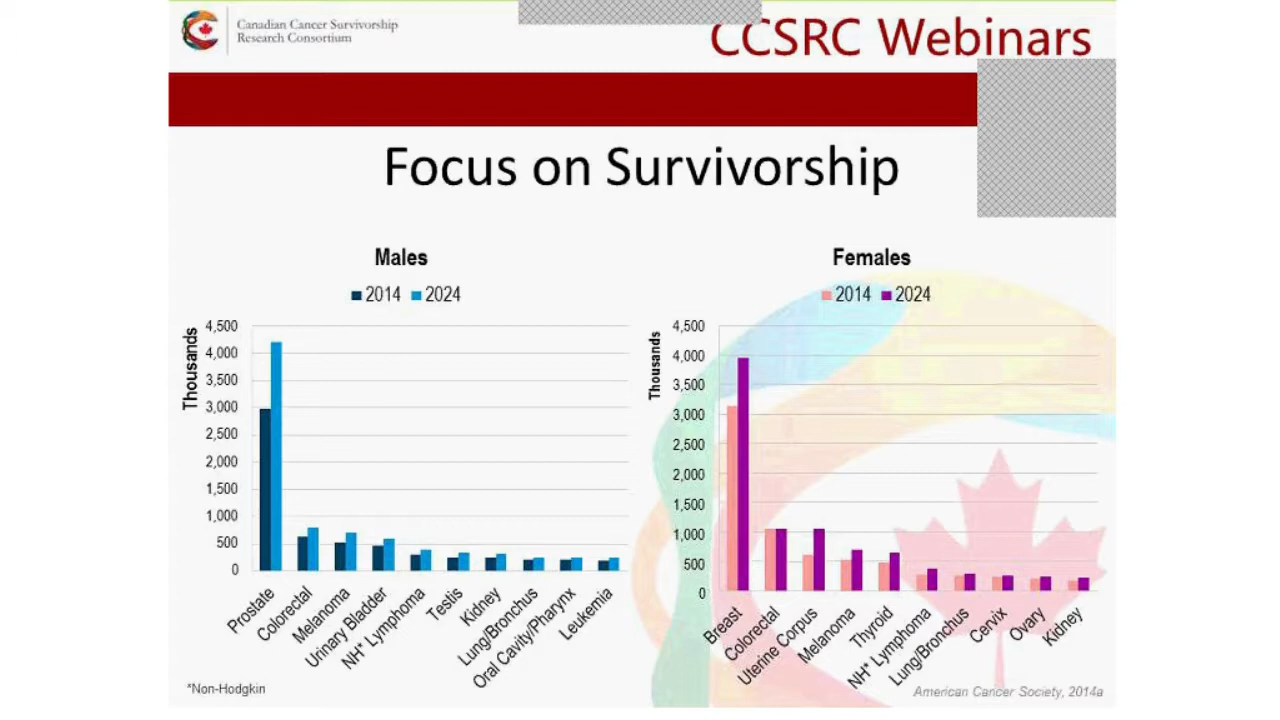 Canadian Cancer Survivorship
Research Consortium
CCSRC Webinars
Focus on Survivorship
Males
2014 2024
Thousands
4,500
4,000
3,500
3,000
2,500
2,000
1,500
1,000
500
0
Prostate
Colorectal
Melanoma
Urinary Bladder
NH* Lymphoma
Testis
Kidney
Lung/Bronchus
Oral Cavity/Pharynx
Leukemia
*Non-Hodgkin
Females
2014 2024
Thousands
4,500
4,000
3,500
3,000
2,500
2,000
1,500
1,000
500
0
Breast
Colorectal
Uterine Corpus
Melanoma
Thyroid
NH* Lymphoma
Lung/Bronchus
Cervix
Ovary
Kidney
American Cancer Society, 2014a